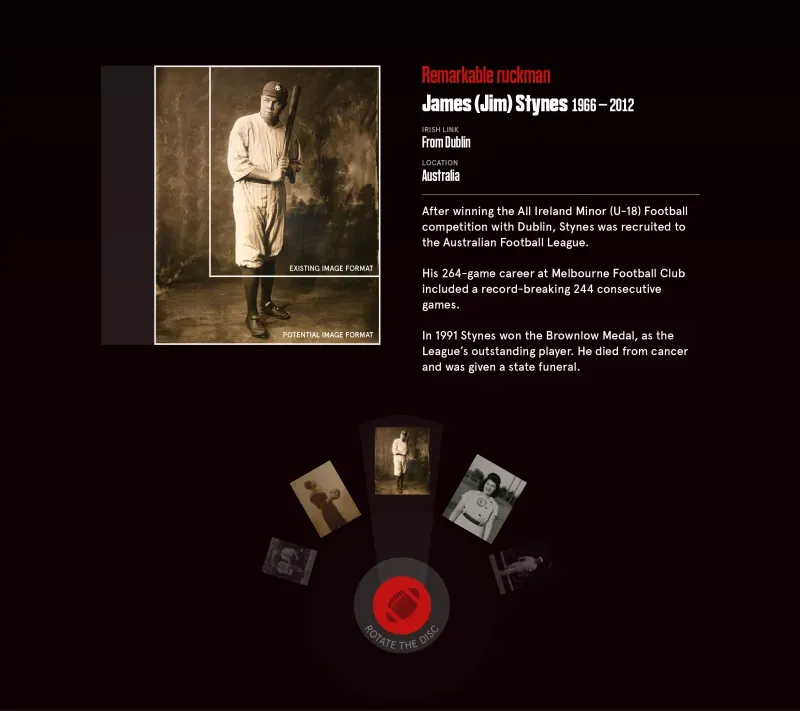 Remarkable ruckman
James (Jim) Stynes 1966 – 2012
IRISH LINK
From Dublin
LOCATION
Australia
After winning the All Ireland Minor (U-18) Football
competition with Dublin, Stynes was recruited to
the Australian Football League.
His 264-game career at Melbourne Football Club
included a record-breaking 244 consecutive
games.
In 1991 Stynes won the Brownlow Medal, as the
League’s outstanding player. He died from cancer
and was given a state funeral.
EXISTING IMAGE FORMAT
POTENTIAL IMAGE FORMAT
ROTATE THE DISC